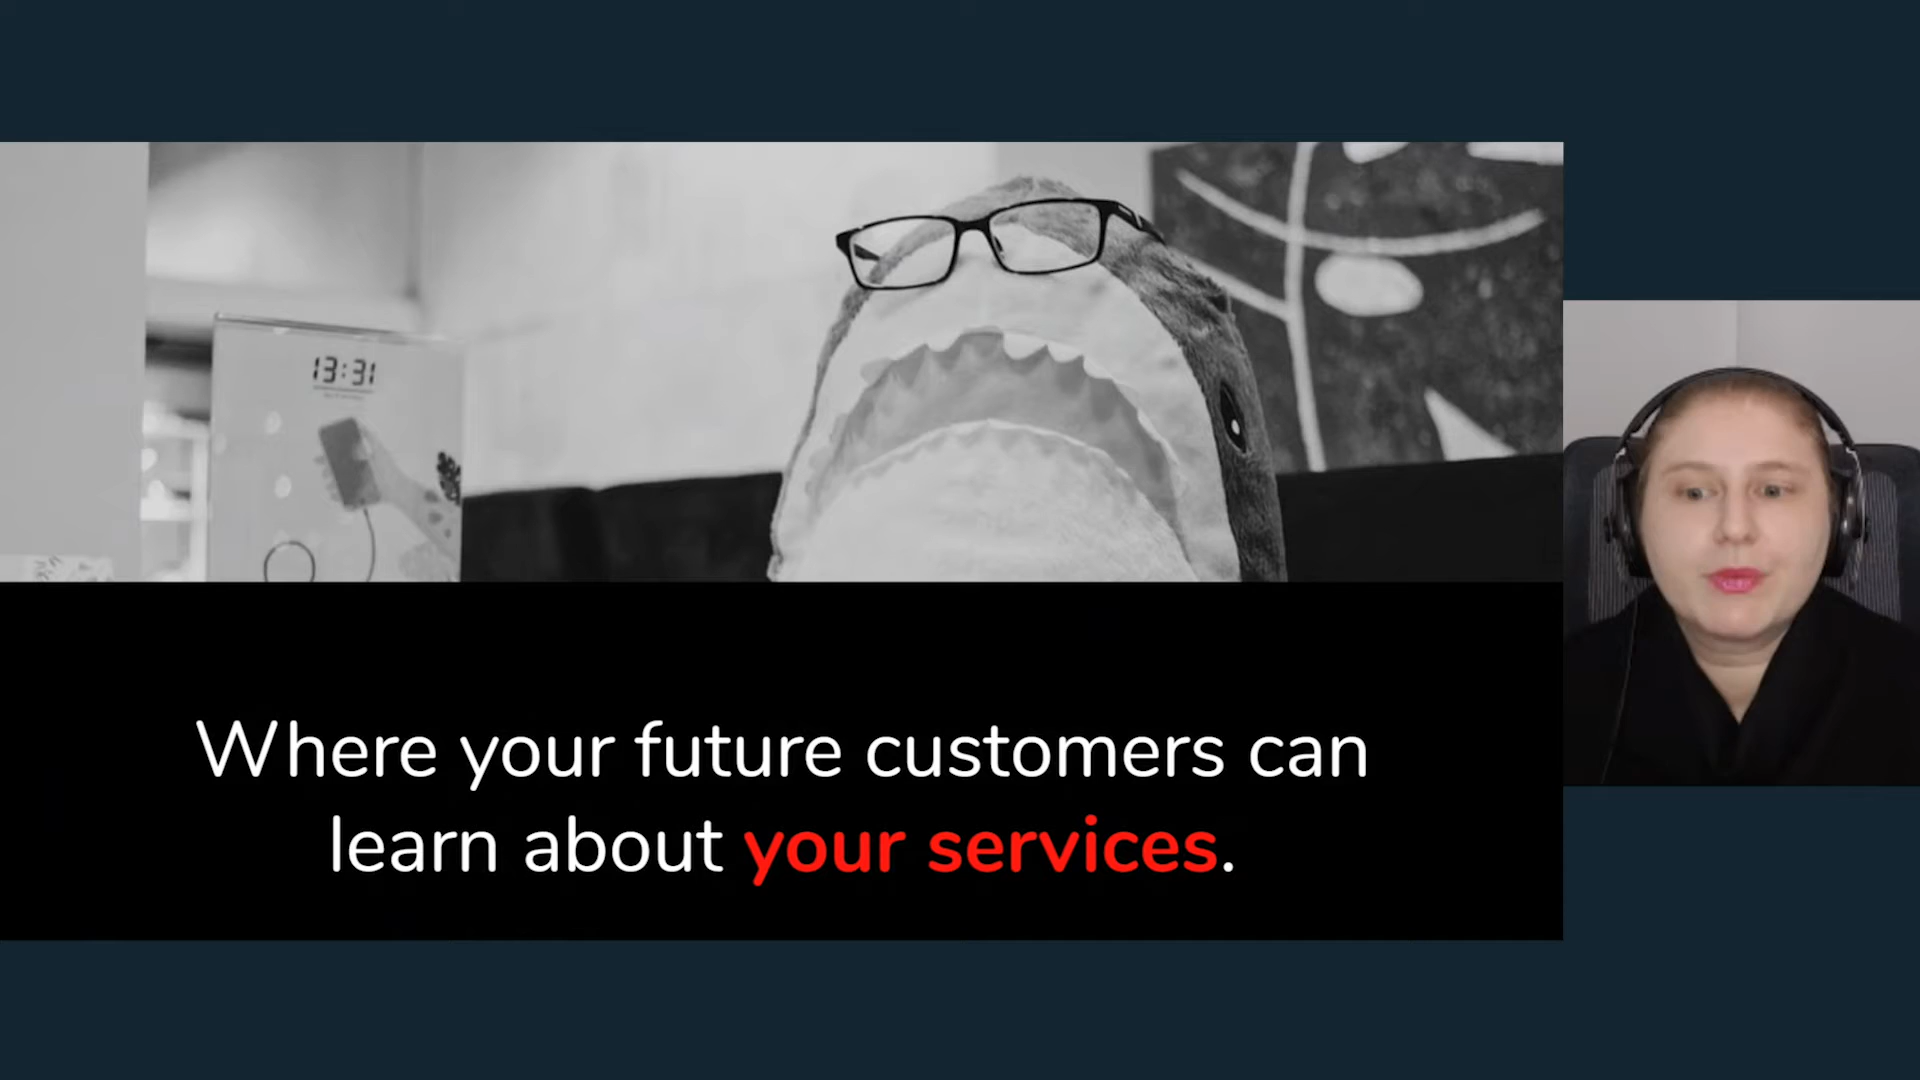 13:31
Where your future customers can
learn about your services.